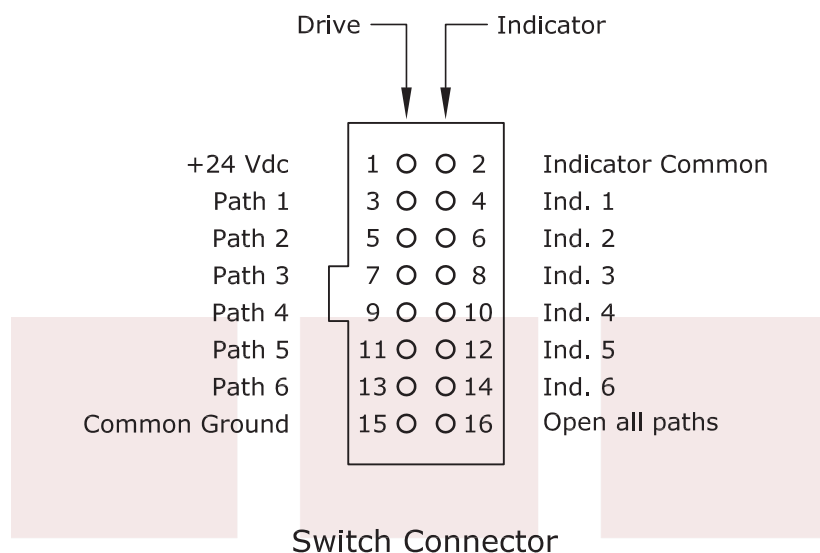 Drive Indicator
+24 Vdc 1 2 Indicator Common
Path 1 3 4 Ind. 1
Path 2 5 6 Ind. 2
Path 3 7 8 Ind. 3
Path 4 9 10 Ind. 4
Path 5 11 12 Ind. 5
Path 6 13 14 Ind. 6
Common Ground 15 16 Open all paths
Switch Connector